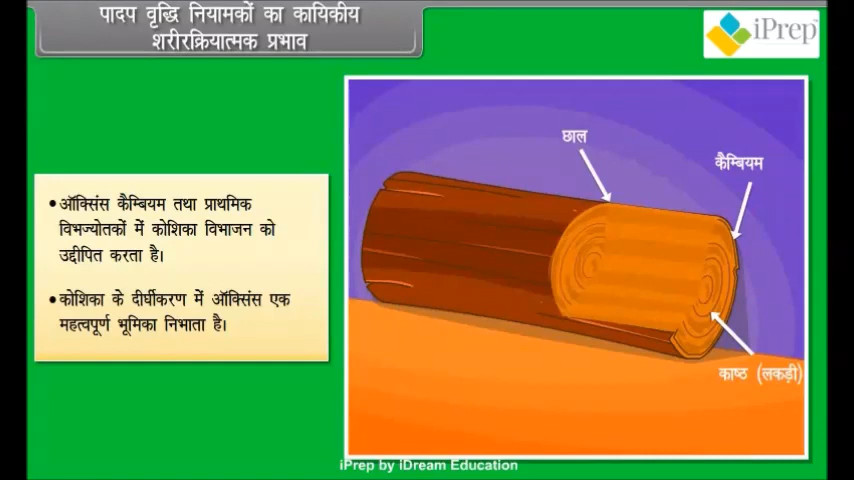 पादप वृद्धि नियामकों का कायिकीय
शरीरक्रियात्मक प्रभाव
iPrep
• ऑक्सिंस कैम्बियम तथा प्राथमिक
विभज्योतकों में कोशिका विभाजन को
उद्दीपित करता है।
• कोशिका के दीर्घीकरण में ऑक्सिंस एक
महत्वपूर्ण भूमिका निभाता है।
छाल
कैम्बियम
काष्ठ (लकड़ी)
iPrep by iDream Education